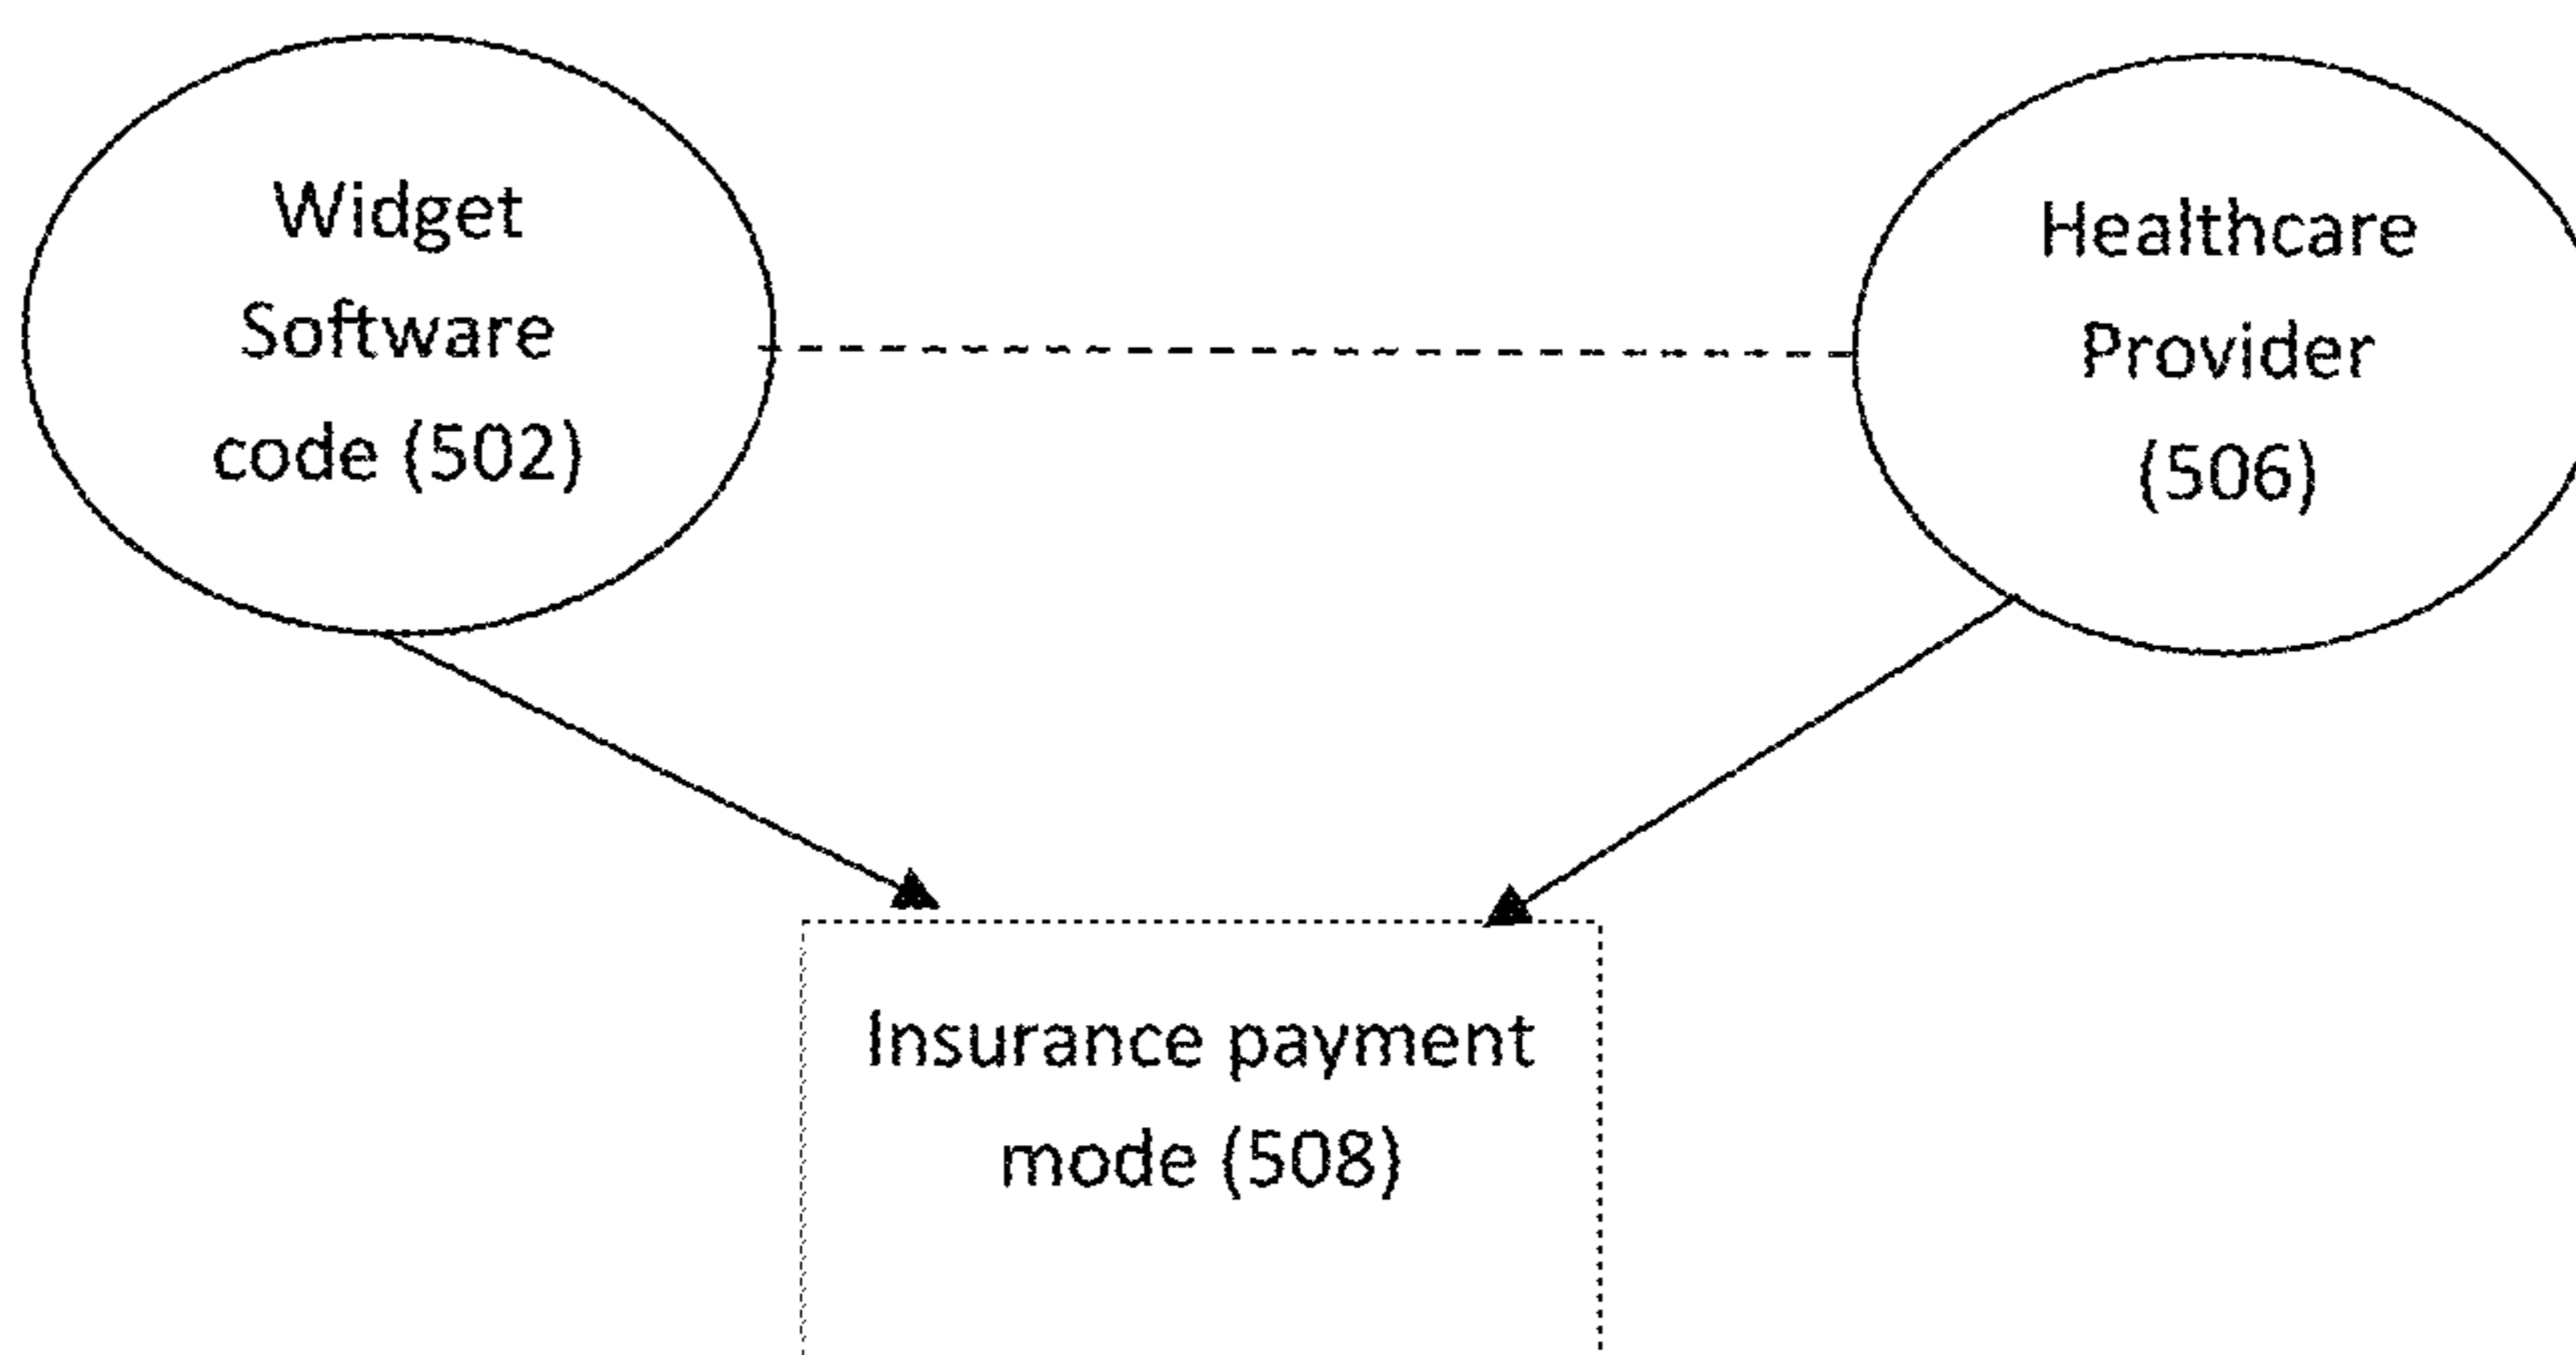 Widget
Software
code (502)
Healthcare
Provider
(506)
Insurance payment
mode (508)